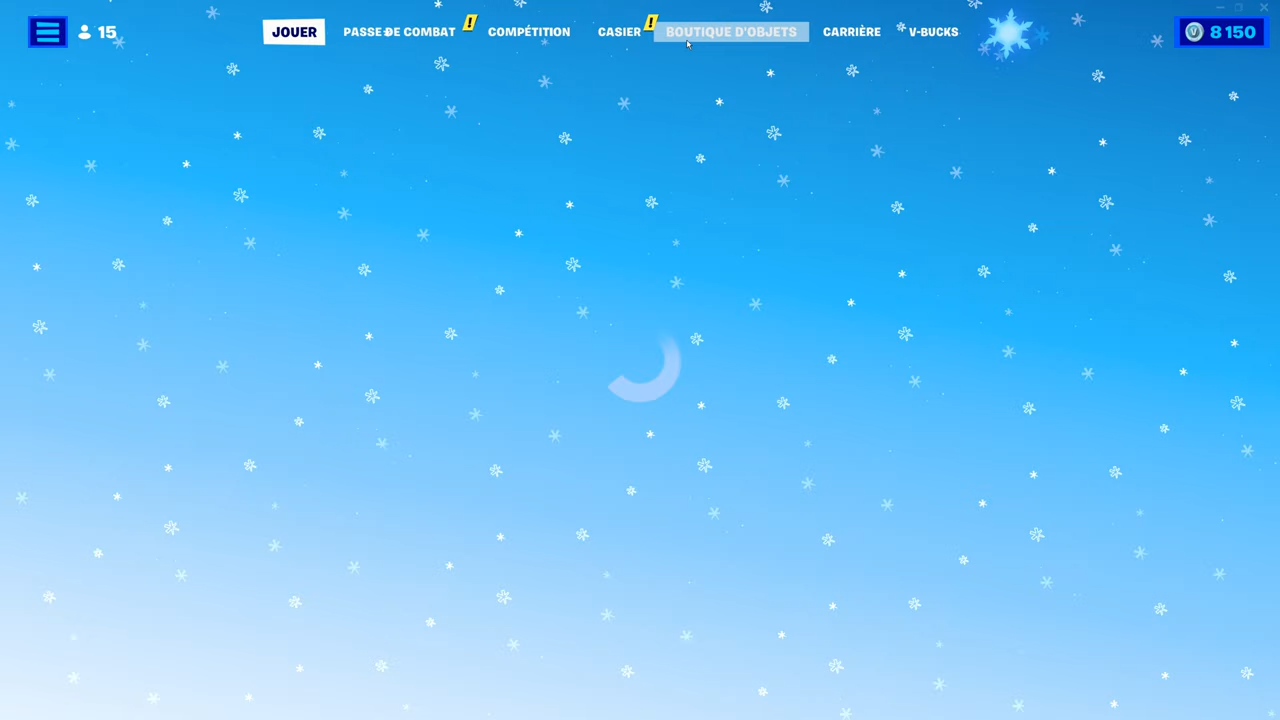 15
JOUER
PASSE DE COMBAT
!
COMPÉTITION
CASIER
!
BOUTIQUE D'OBJETS
CARRIÈRE
V-BUCKS
V
8 150